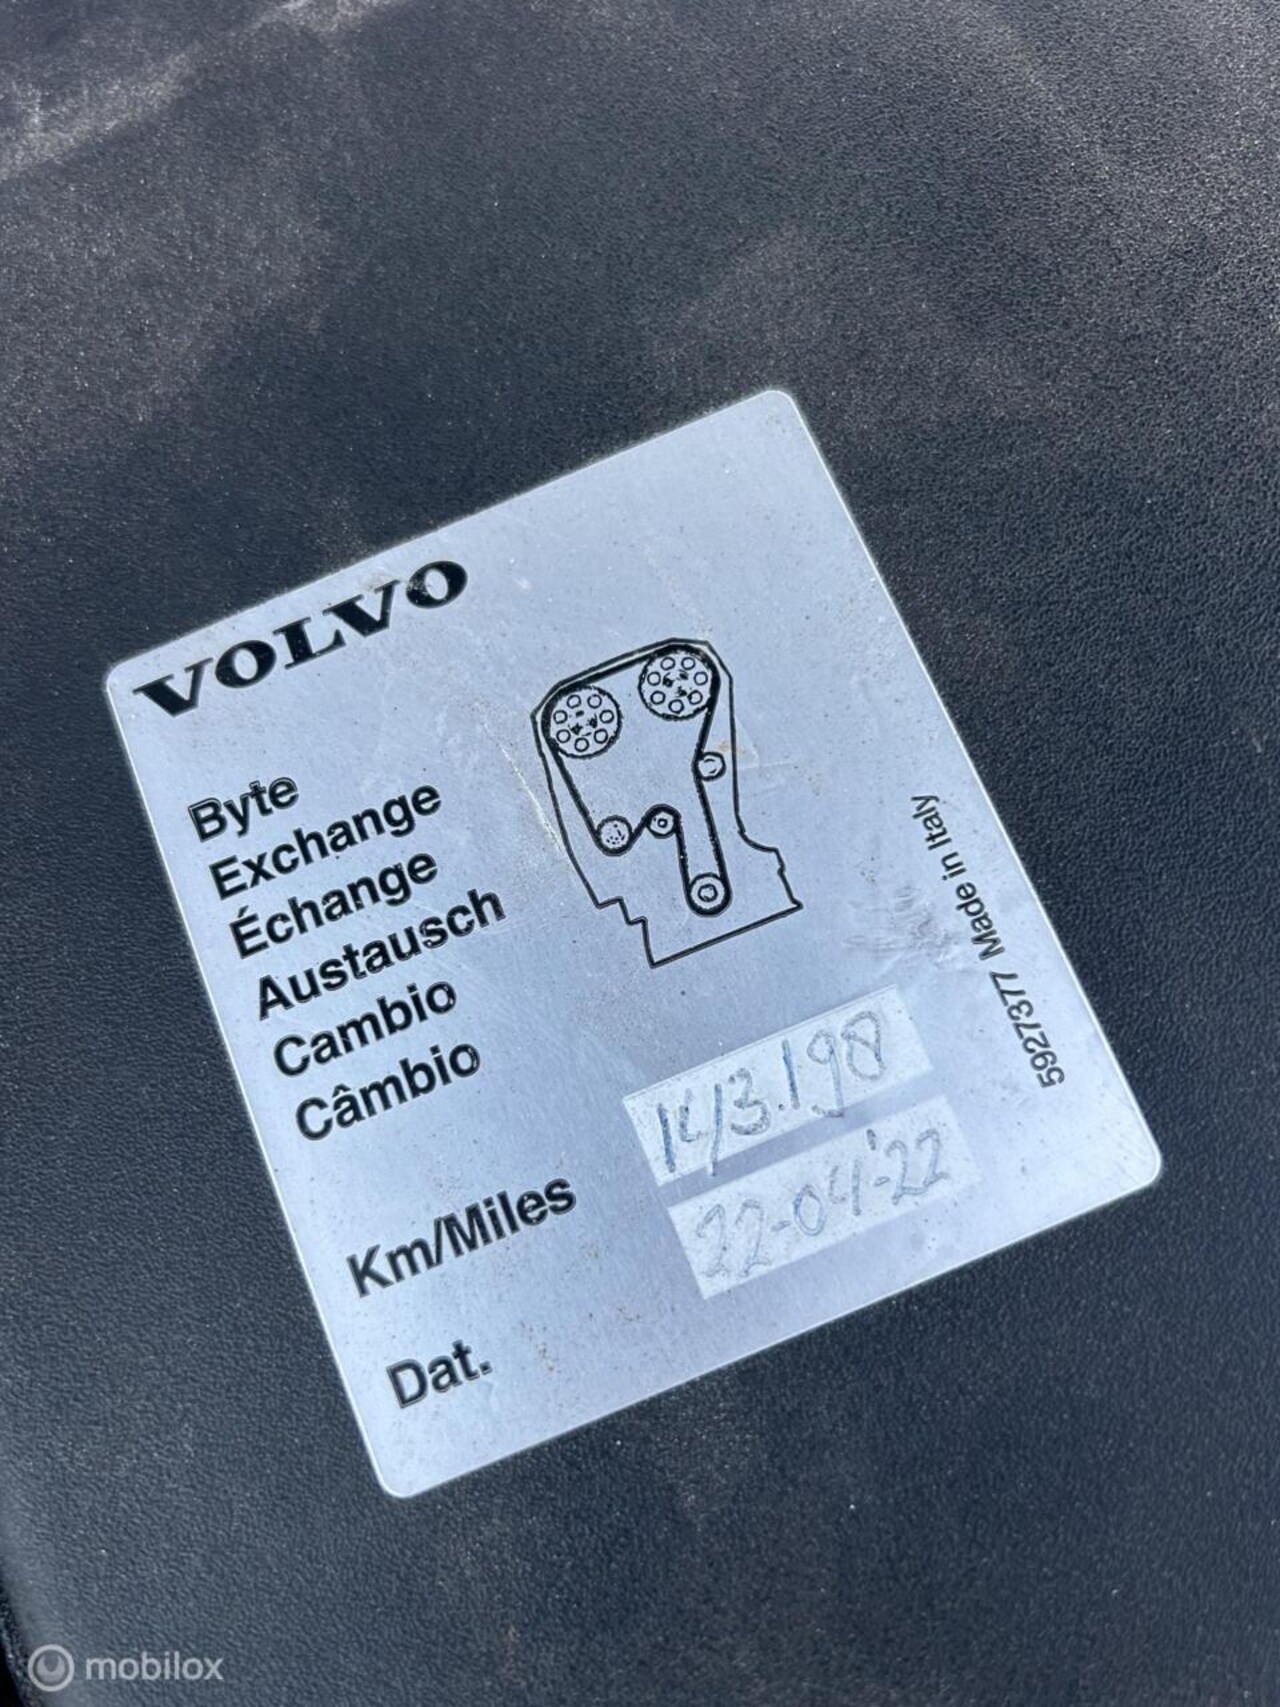 VOLVO
Byte
Exchange
Échange
Austausch
Cambio
Câmbio
Km/Miles 143.198
Dat. 22-04-'22
5927377 Made in Italy
mobilox